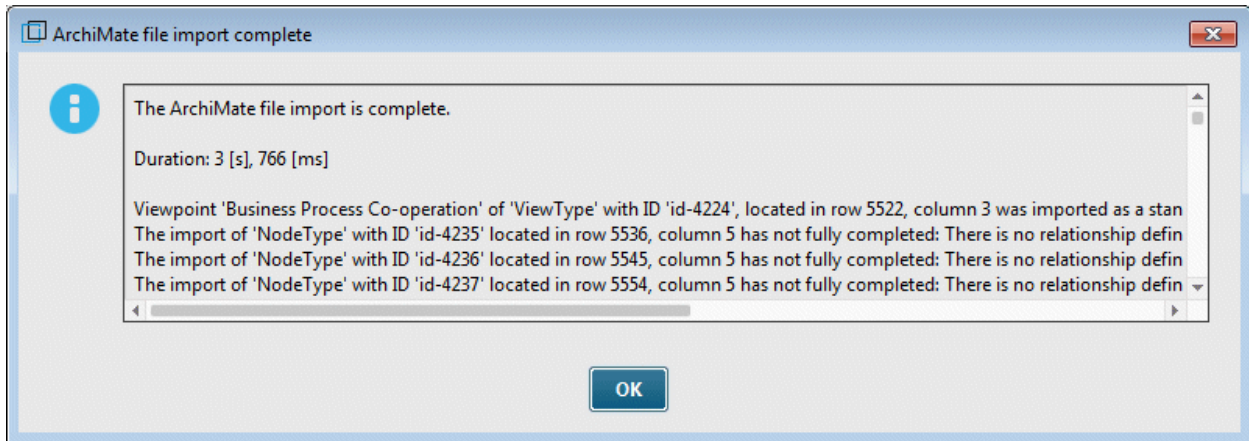 ArchiMate file import complete
The ArchiMate file import is complete.
Duration: 3 [s], 766 [ms]
Viewpoint 'Business Process Co-operation' of 'ViewType' with ID 'id-4224', located in row 5522, column 3 was imported as a stan
The import of 'NodeType' with ID 'id-4235' located in row 5536, column 5 has not fully completed: There is no relationship defin
The import of 'NodeType' with ID 'id-4236' located in row 5545, column 5 has not fully completed: There is no relationship defin
The import of 'NodeType' with ID 'id-4237' located in row 5554, column 5 has not fully completed: There is no relationship defin
OK